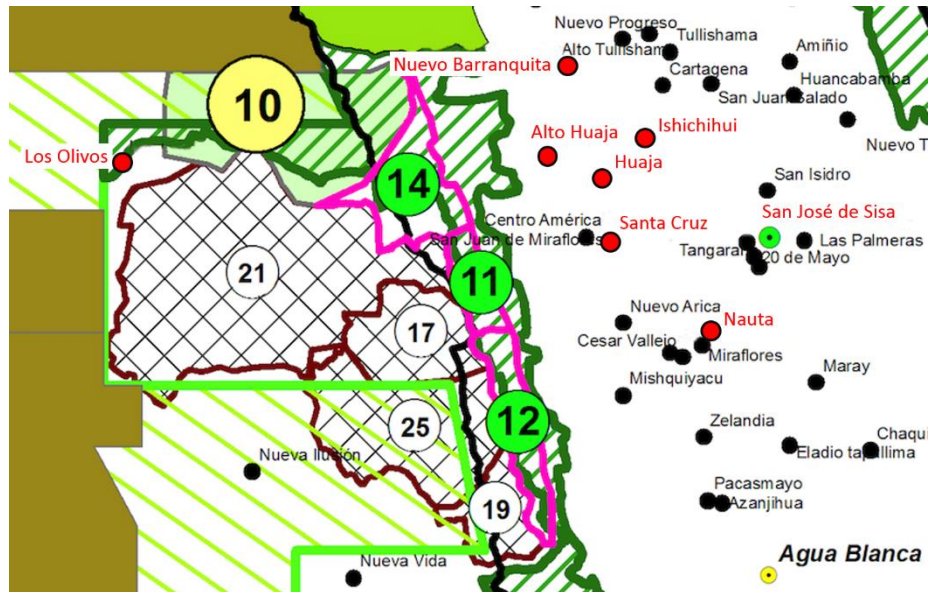 Nuevo Progreso
Tullishama
Alto Tullisham
Amiñio
Nuevo Barranquita
Cartagena
Huancabamba
San Juan Salado
10
Ishichihui
Nuevo T
Los Olivos
Alto Huaja
Huaja
14
San Isidro
Centro América
Santa Cruz
San José de Sisa
San Juan de Miraflores
Las Palmeras
Tangarar
20 de Mayo
21
11
Nuevo Arica
Nauta
17
Cesar Vallejo
Miraflores
Mishquiyacu
Maray
12
25
Zelandia
Chaqui
Nueva Ilusión
Eladio tapullima
19
Pacasmayo
Azanjihua
Nueva Vida
Agua Blanca